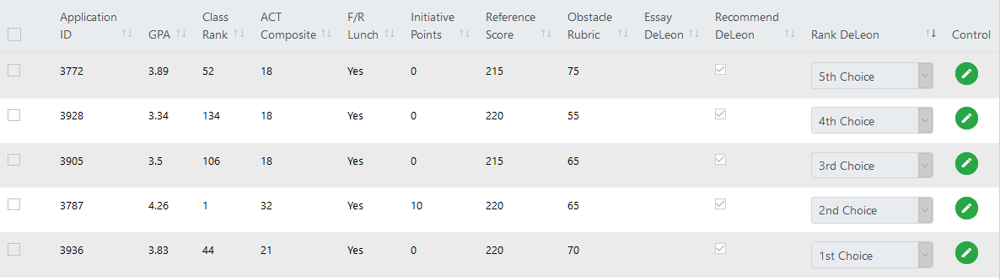 Application ID GPA Class Rank ACT Composite F/R Lunch Initiative Points Reference Score Obstacle Rubric Essay DeLeon Recommend DeLeon Rank DeLeon Control
3772 3.89 52 18 Yes 0 215 75 5th Choice
3928 3.34 134 18 Yes 0 220 55 4th Choice
3905 3.5 106 18 Yes 0 215 65 3rd Choice
3787 4.26 1 32 Yes 10 220 65 2nd Choice
3936 3.83 44 21 Yes 0 220 70 1st Choice